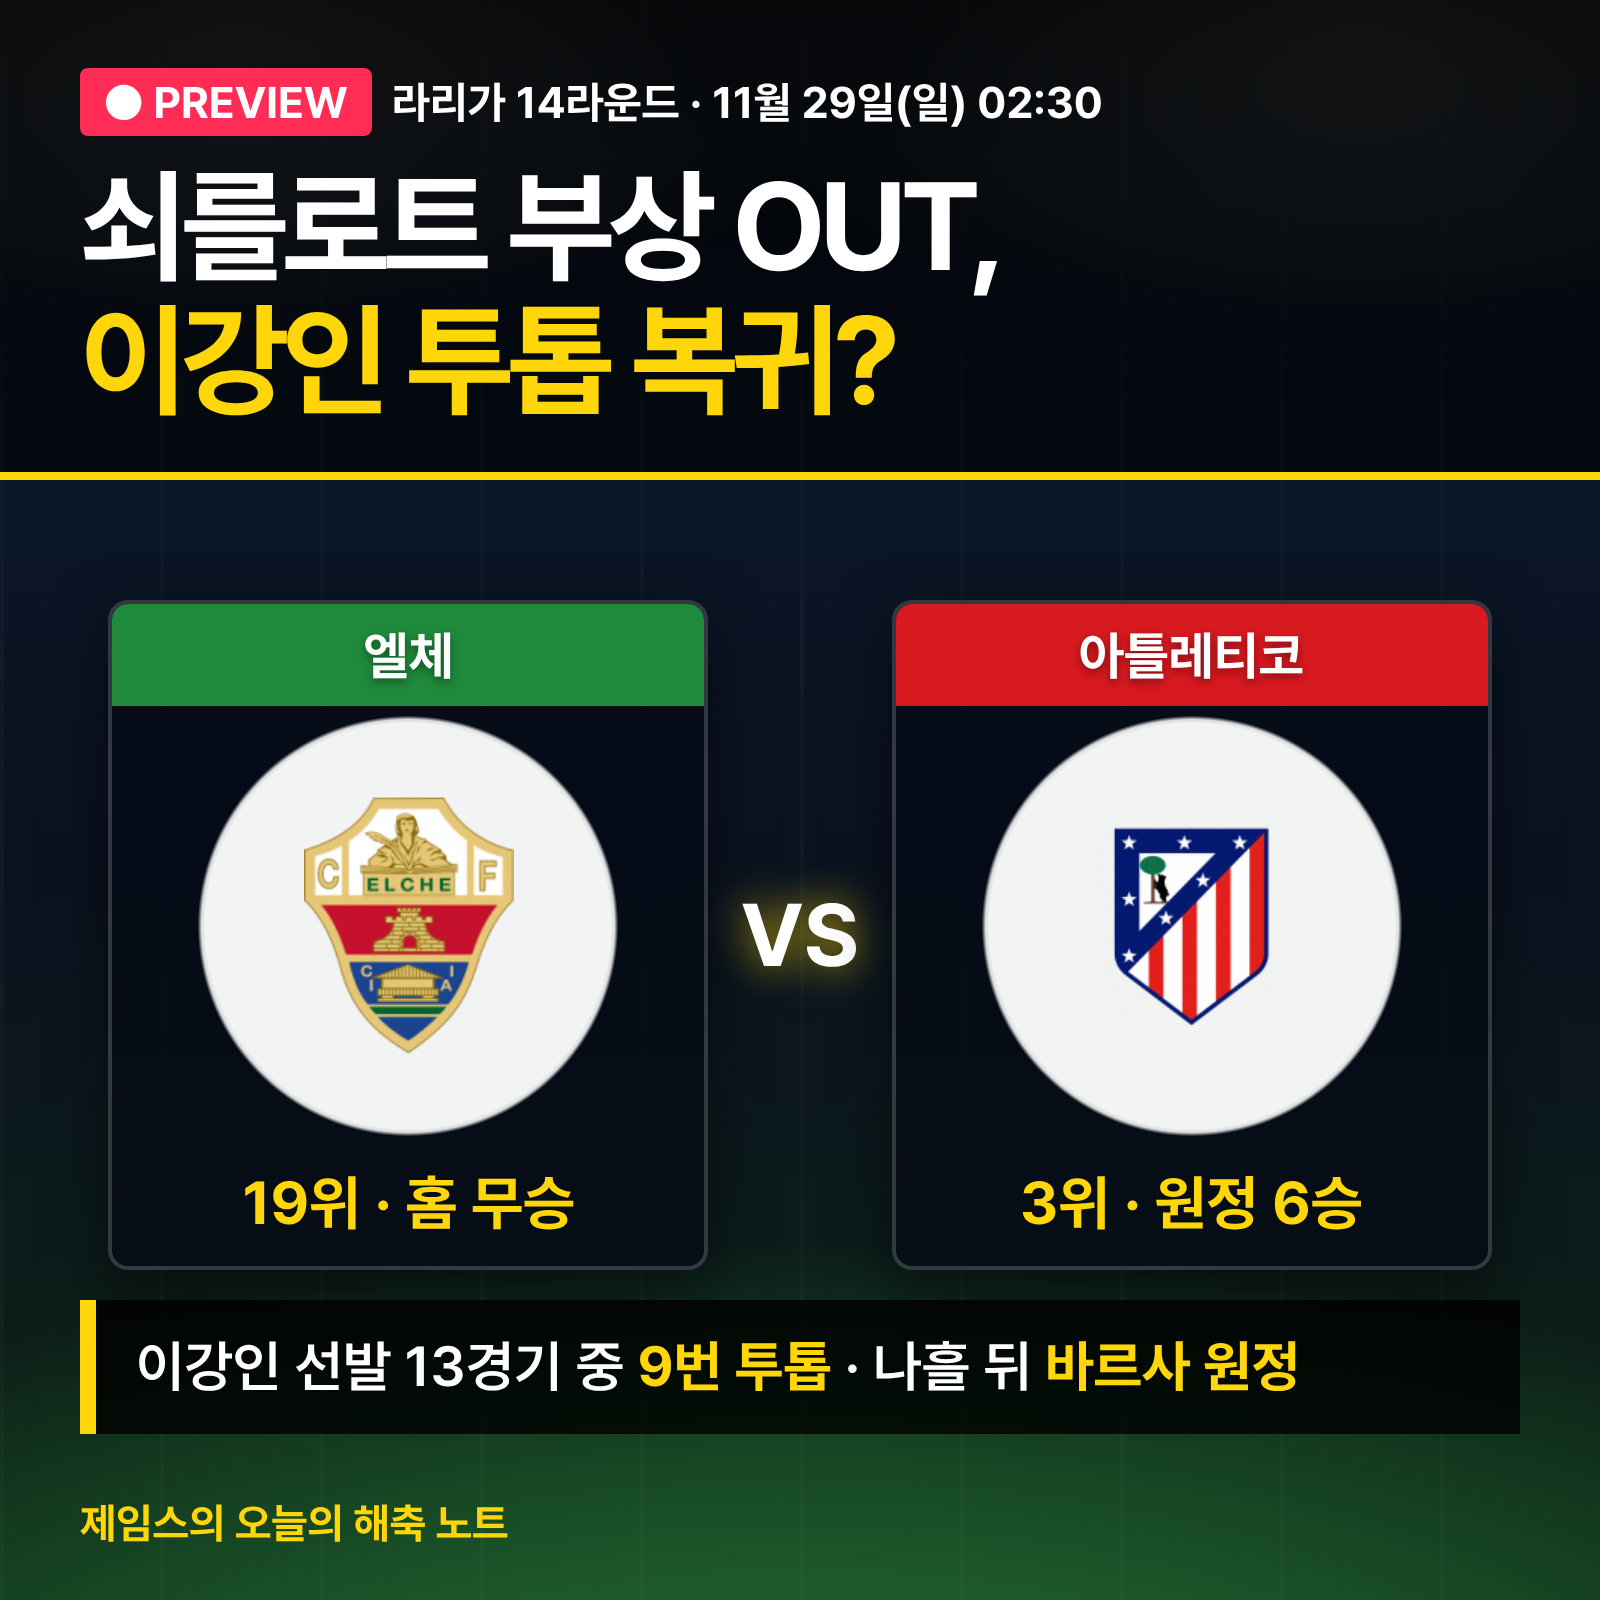 PREVIEW 라리가 14라운드 · 11월 29일(일) 02:30
쇠를로트 부상 OUT,
이강인 투톱 복귀?
엘체
아틀레티코
C F
ELCHE
C I
I A
VS
19위 · 홈 무승
3위 · 원정 6승
이강인 선발 13경기 중 9번 투톱 · 나흘 뒤 바르사 원정
제임스의 오늘의 해축 노트